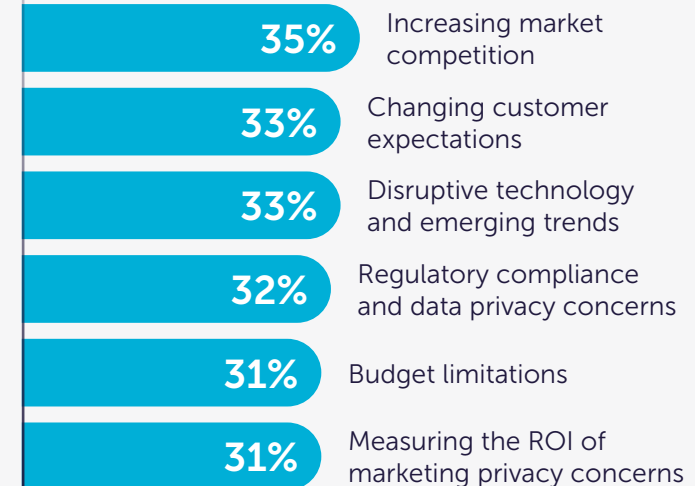 35%
Increasing market
competition
33%
Changing customer
expectations
33%
Disruptive technology
and emerging trends
32%
Regulatory compliance
and data privacy concerns
31%
Budget limitations
31%
Measuring the ROI of
marketing privacy concerns